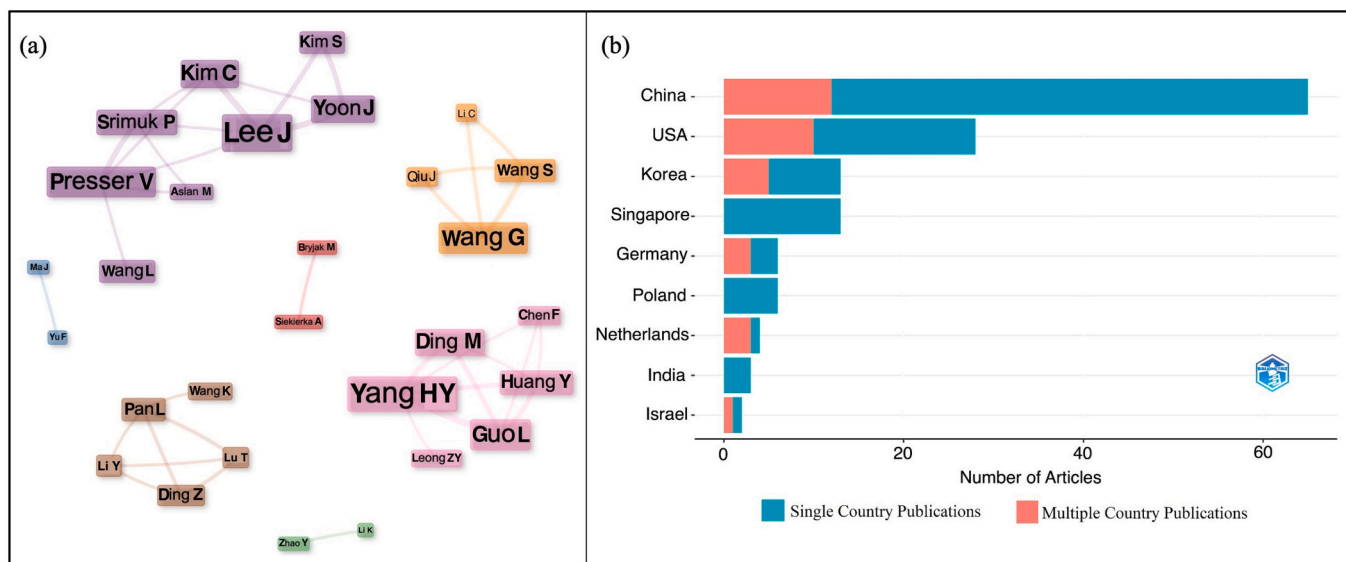 (a)
Kim S
Kim C
Yoon J
Srimuk P
Lee J
Presser V
Aslan M
Wang L
Li C
Qiu J
Wang S
Wang G
Bryjak M
Siekierka A
Ma J
Yu F
Chen F
Ding M
Yang HY
Huang Y
Guo L
Leong ZY
Wang K
Pan L
Li Y
Lu T
Ding Z
Zhao Y
Li K
(b)
China
USA
Korea
Singapore
Germany
Poland
Netherlands
India
Israel
0 20 40 60
Number of Articles
Single Country Publications Multiple Country Publications
BIBLIOMETRIX